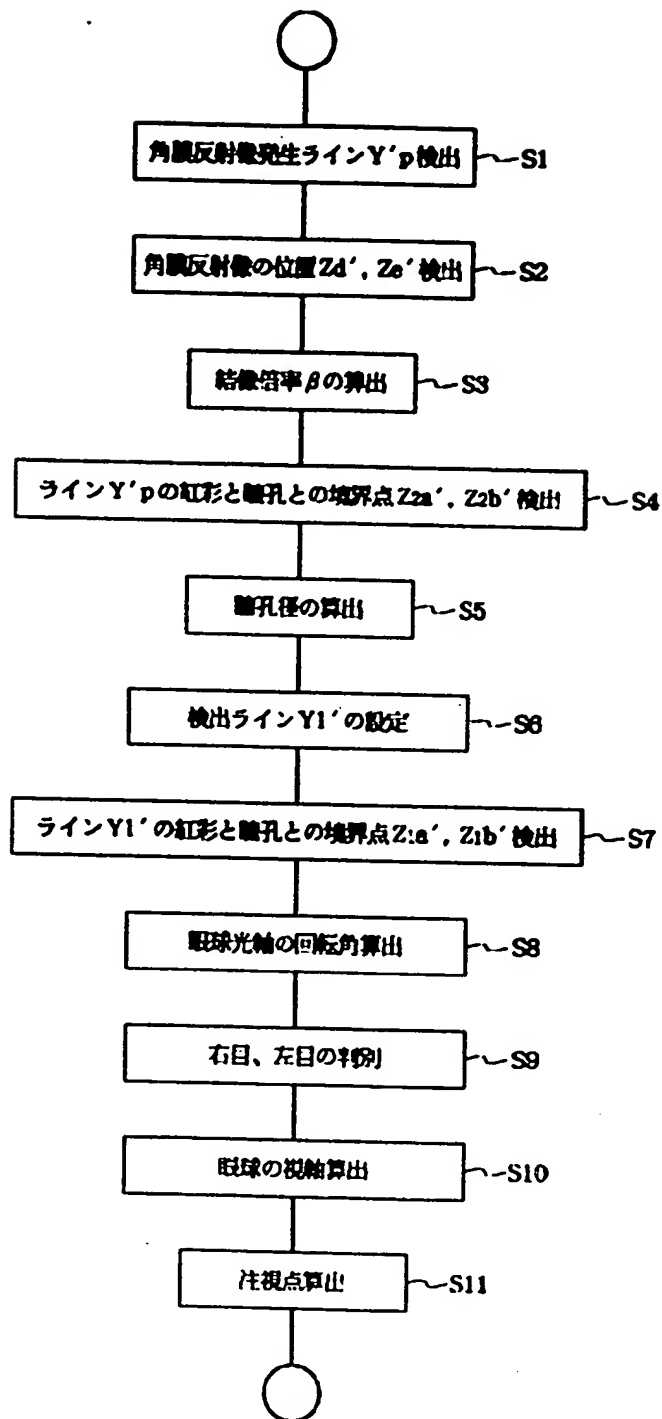 角膜反射像発生ラインY′p検出 S1
角膜反射像の位置Zd′, Ze′検出 S2
結像倍率βの算出 S3
ラインY′pの虹彩と瞳孔との境界点Z2a′, Z2b′検出 S4
瞳孔径の算出 S5
検出ラインY1′の設定 S6
ラインY1′の虹彩と瞳孔との境界点Z1a′, Z1b′検出 S7
眼球光軸の回転角算出 S8
右目、左目の判別 S9
眼球の視軸算出 S10
注視点算出 S11